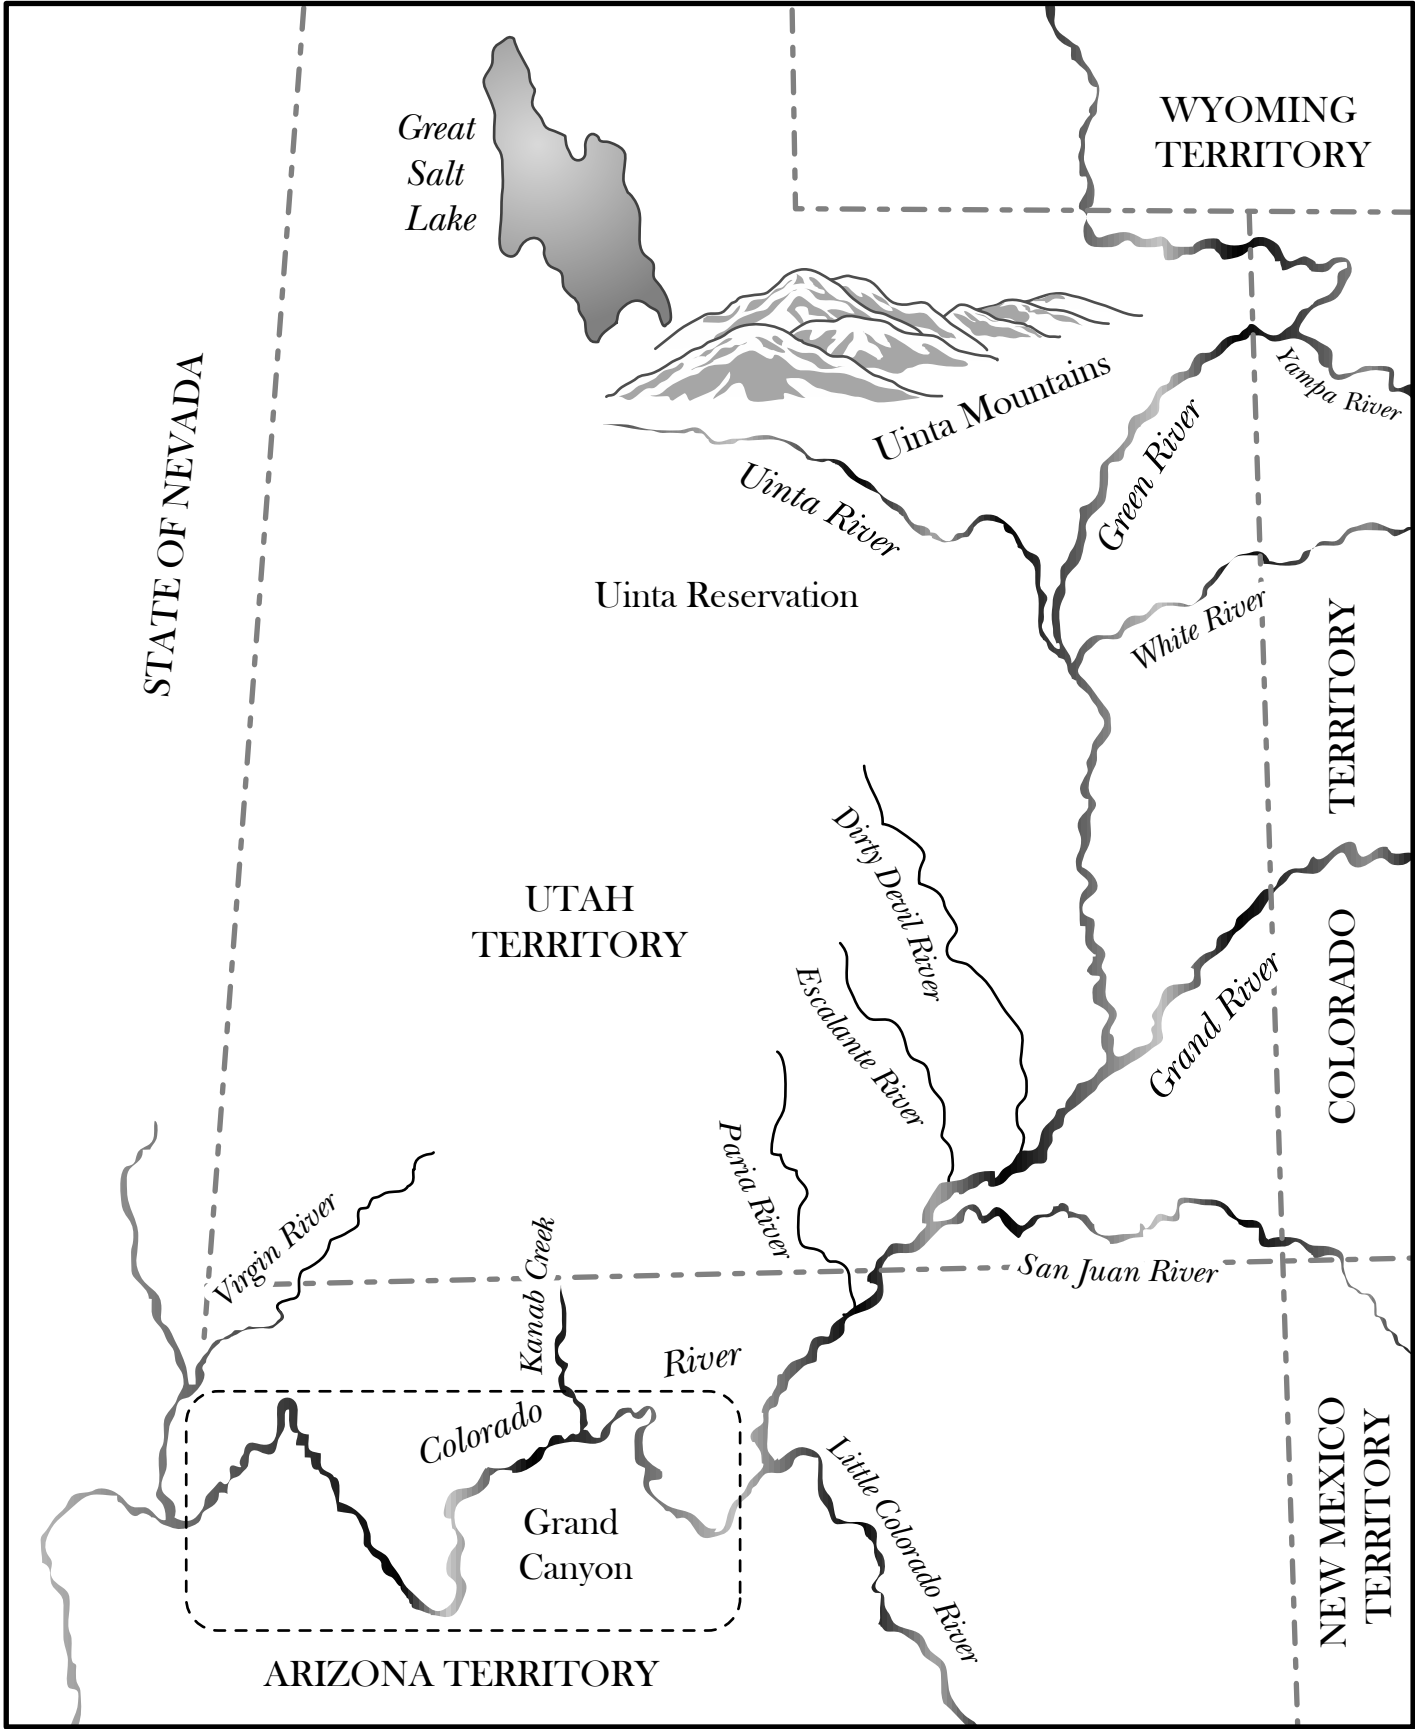 WYOMING
TERRITORY
Great
Salt
Lake
Uinta Mountains
Yampa River
STATE OF NEVADA
Green River
Uinta River
Uinta Reservation
White River
COLORADO TERRITORY
Dirty Devil River
UTAH
TERRITORY
Escalante River
Grand River
Paria River
Virgin River
Kanab Creek
San Juan River
Colorado River
Little Colorado River
Grand
Canyon
NEW MEXICO
TERRITORY
ARIZONA TERRITORY